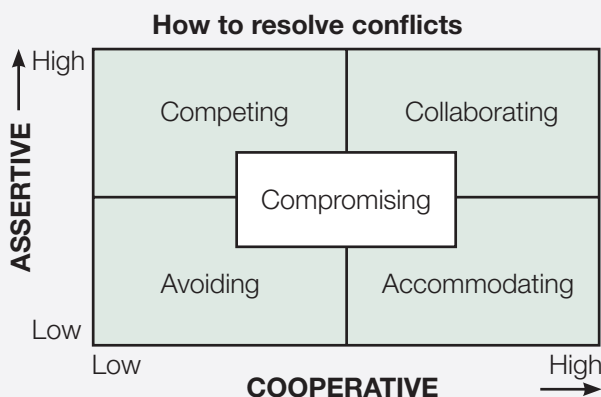 How to resolve conflicts
High
ASSERTIVE
Competing
Collaborating
Compromising
Avoiding
Accommodating
Low
Low
High
COOPERATIVE